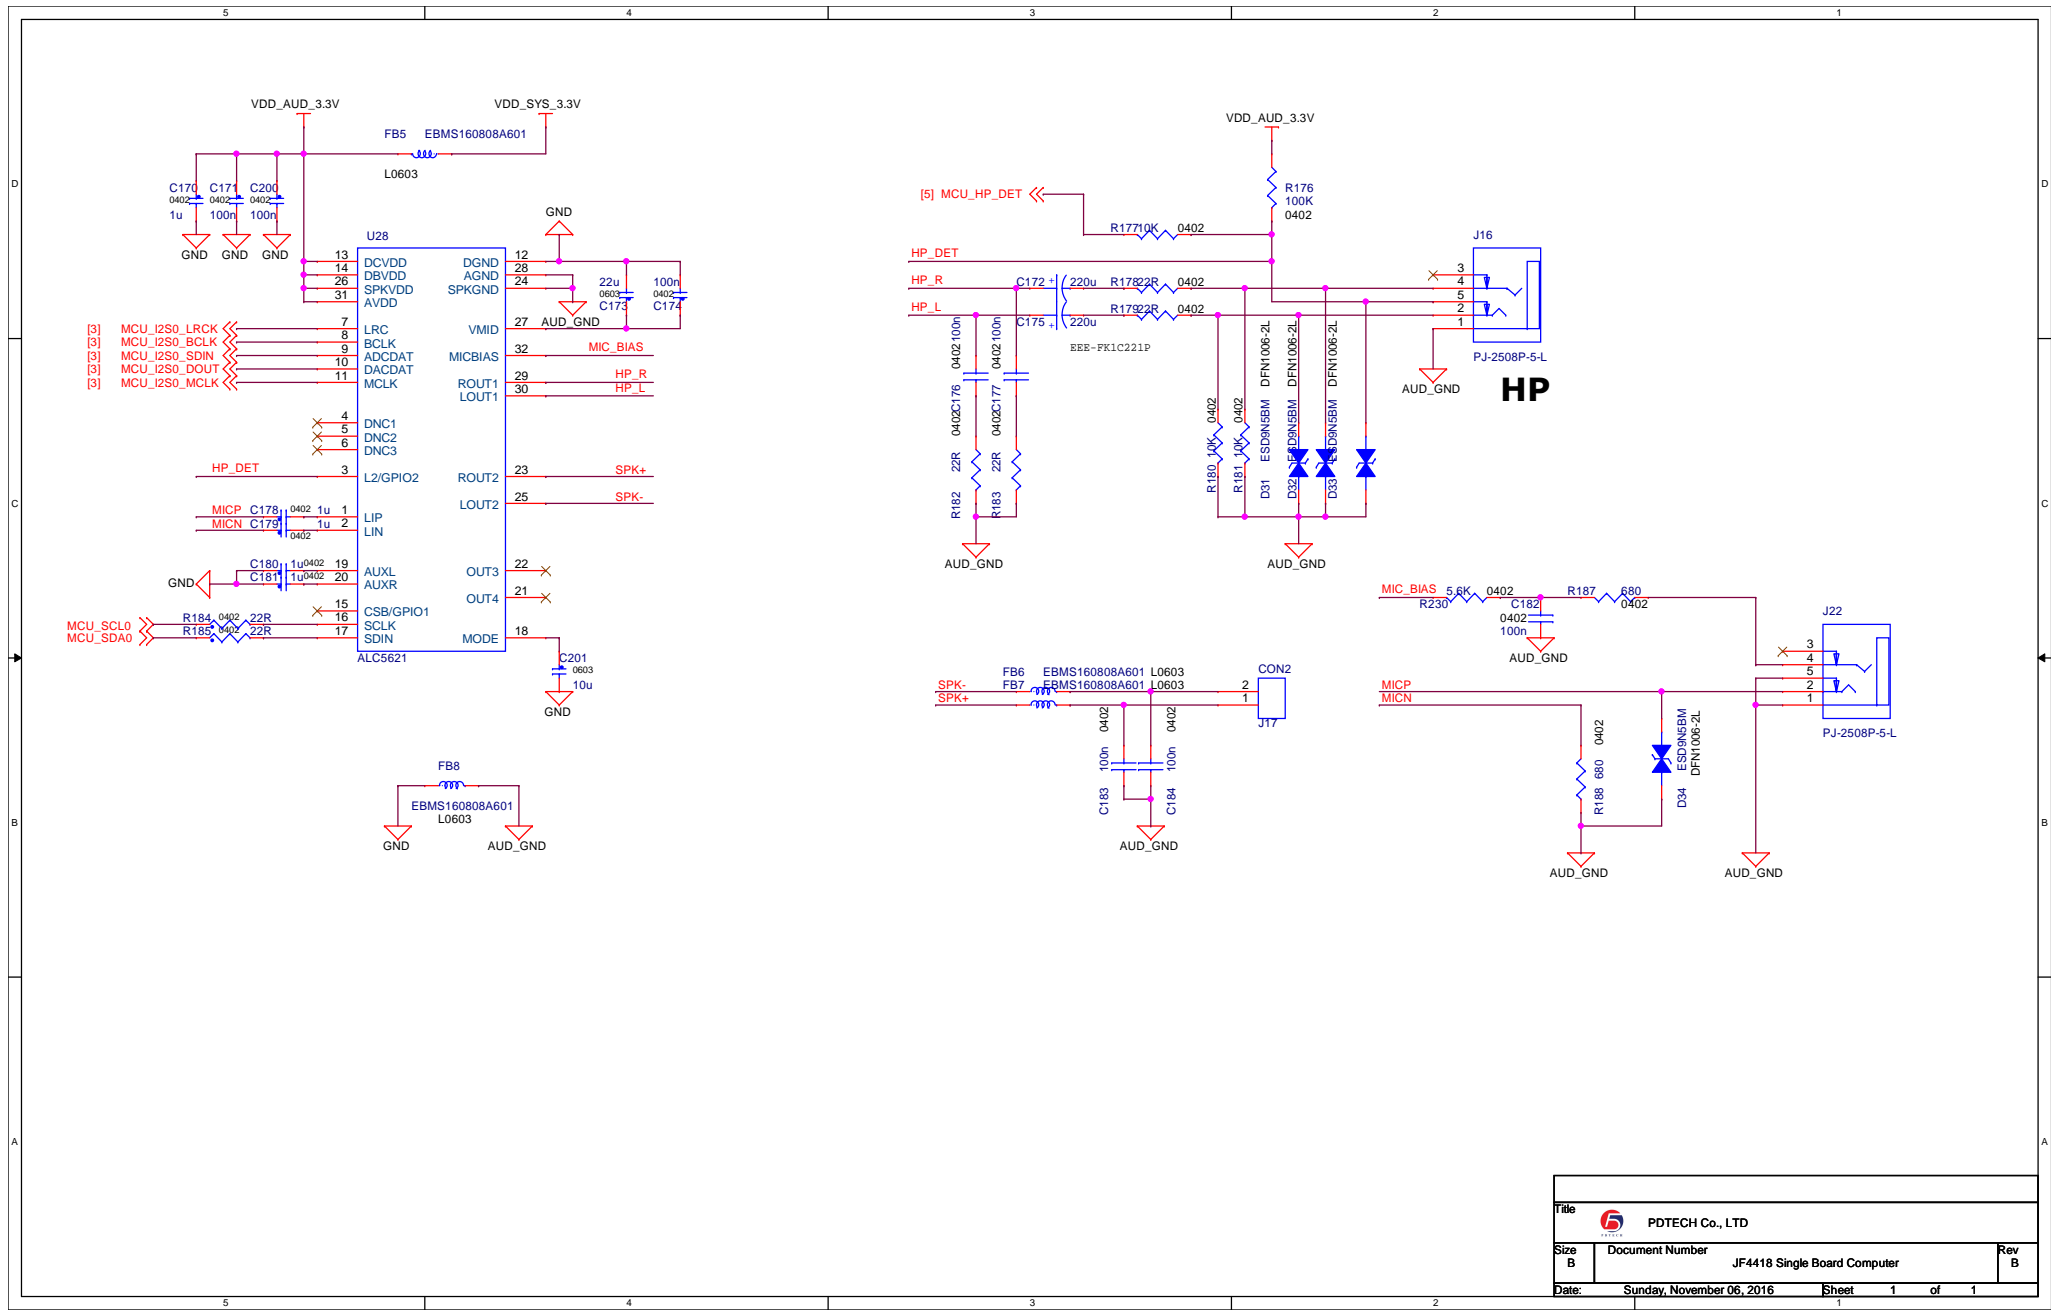 5 4 3 2 1
D
C
B
A
VDD_AUD_3.3V
VDD_SYS_3.3V
FB5 EBMS160808A601
L0603
C170 C171 C200
0402 0402 0402
1u 100n 100n
GND GND GND
GND
U28
13 DCVDD
14 DBVDD
26 SPKVDD
31 AVDD
7 LRC
8 BCLK
9 ADCDAT
10 DACDAT
11 MCLK
4 DNC1
5 DNC2
6 DNC3
3 L2/GPIO2
1 LIP
2 LIN
19 AUXL
20 AUXR
15 CSB/GPIO1
16 SCLK
17 SDIN
DGND 12
AGND 28
SPKGND 24
VMID 27
MICBIAS 32
ROUT1 29
LOUT1 30
ROUT2 23
LOUT2 25
OUT3 22
OUT4 21
MODE 18
ALC5621
[3] MCU_I2S0_LRCK
[3] MCU_I2S0_BCLK
[3] MCU_I2S0_SDIN
[3] MCU_I2S0_DOUT
[3] MCU_I2S0_MCLK
HP_DET
MICP C178 0402 1u
MICN C179 0402 1u
C180 1u 0402
C181 1u 0402
GND
MCU_SCL0 R184 0402 22R
MCU_SDA0 R185 0402 22R
22u 0603 C173
100n 0402 C174
AUD_GND
MIC_BIAS
HP_R
HP_L
SPK+
SPK-
C201
0603
10u
GND
FB8
EBMS160808A601
L0603
GND AUD_GND
VDD_AUD_3.3V
R176
100K
0402
[5] MCU_HP_DET
R177 10K 0402
HP_DET
HP_R
C172 + 220u R178 22R 0402
HP_L
C175 + 220u R179 22R 0402
EEE-FK1C221P
C176 0402 100n
C177 0402 100n
R182 22R 0402
R183 22R 0402
AUD_GND
R180 10K 0402
R181 10K 0402
D31 ESD9N5BM DFN1006-2L
D32 ESD9N5BM DFN1006-2L
D33 ESD9N5BM DFN1006-2L
AUD_GND
J16
3
4
5
2
1
PJ-2508P-5-L
AUD_GND
HP
MIC_BIAS 5.6K 0402 R230
C182 0402 100n
R187 680 0402
AUD_GND
J22
3
4
5
2
1
PJ-2508P-5-L
MICP
MICN
R188 680 0402
D34 ESD9N5BM DFN1006-2L
AUD_GND
AUD_GND
SPK- FB6 EBMS160808A601 L0603
SPK+ FB7 EBMS160808A601 L0603
CON2
2
1
J17
C183 100n 0402
C184 100n 0402
AUD_GND
Title
PDTECH Co., LTD
Size Document Number Rev
B JF4418 Single Board Computer B
Date: Sunday, November 06, 2016 Sheet 1 of 1
D
C
B
A
5 4 3 2 1